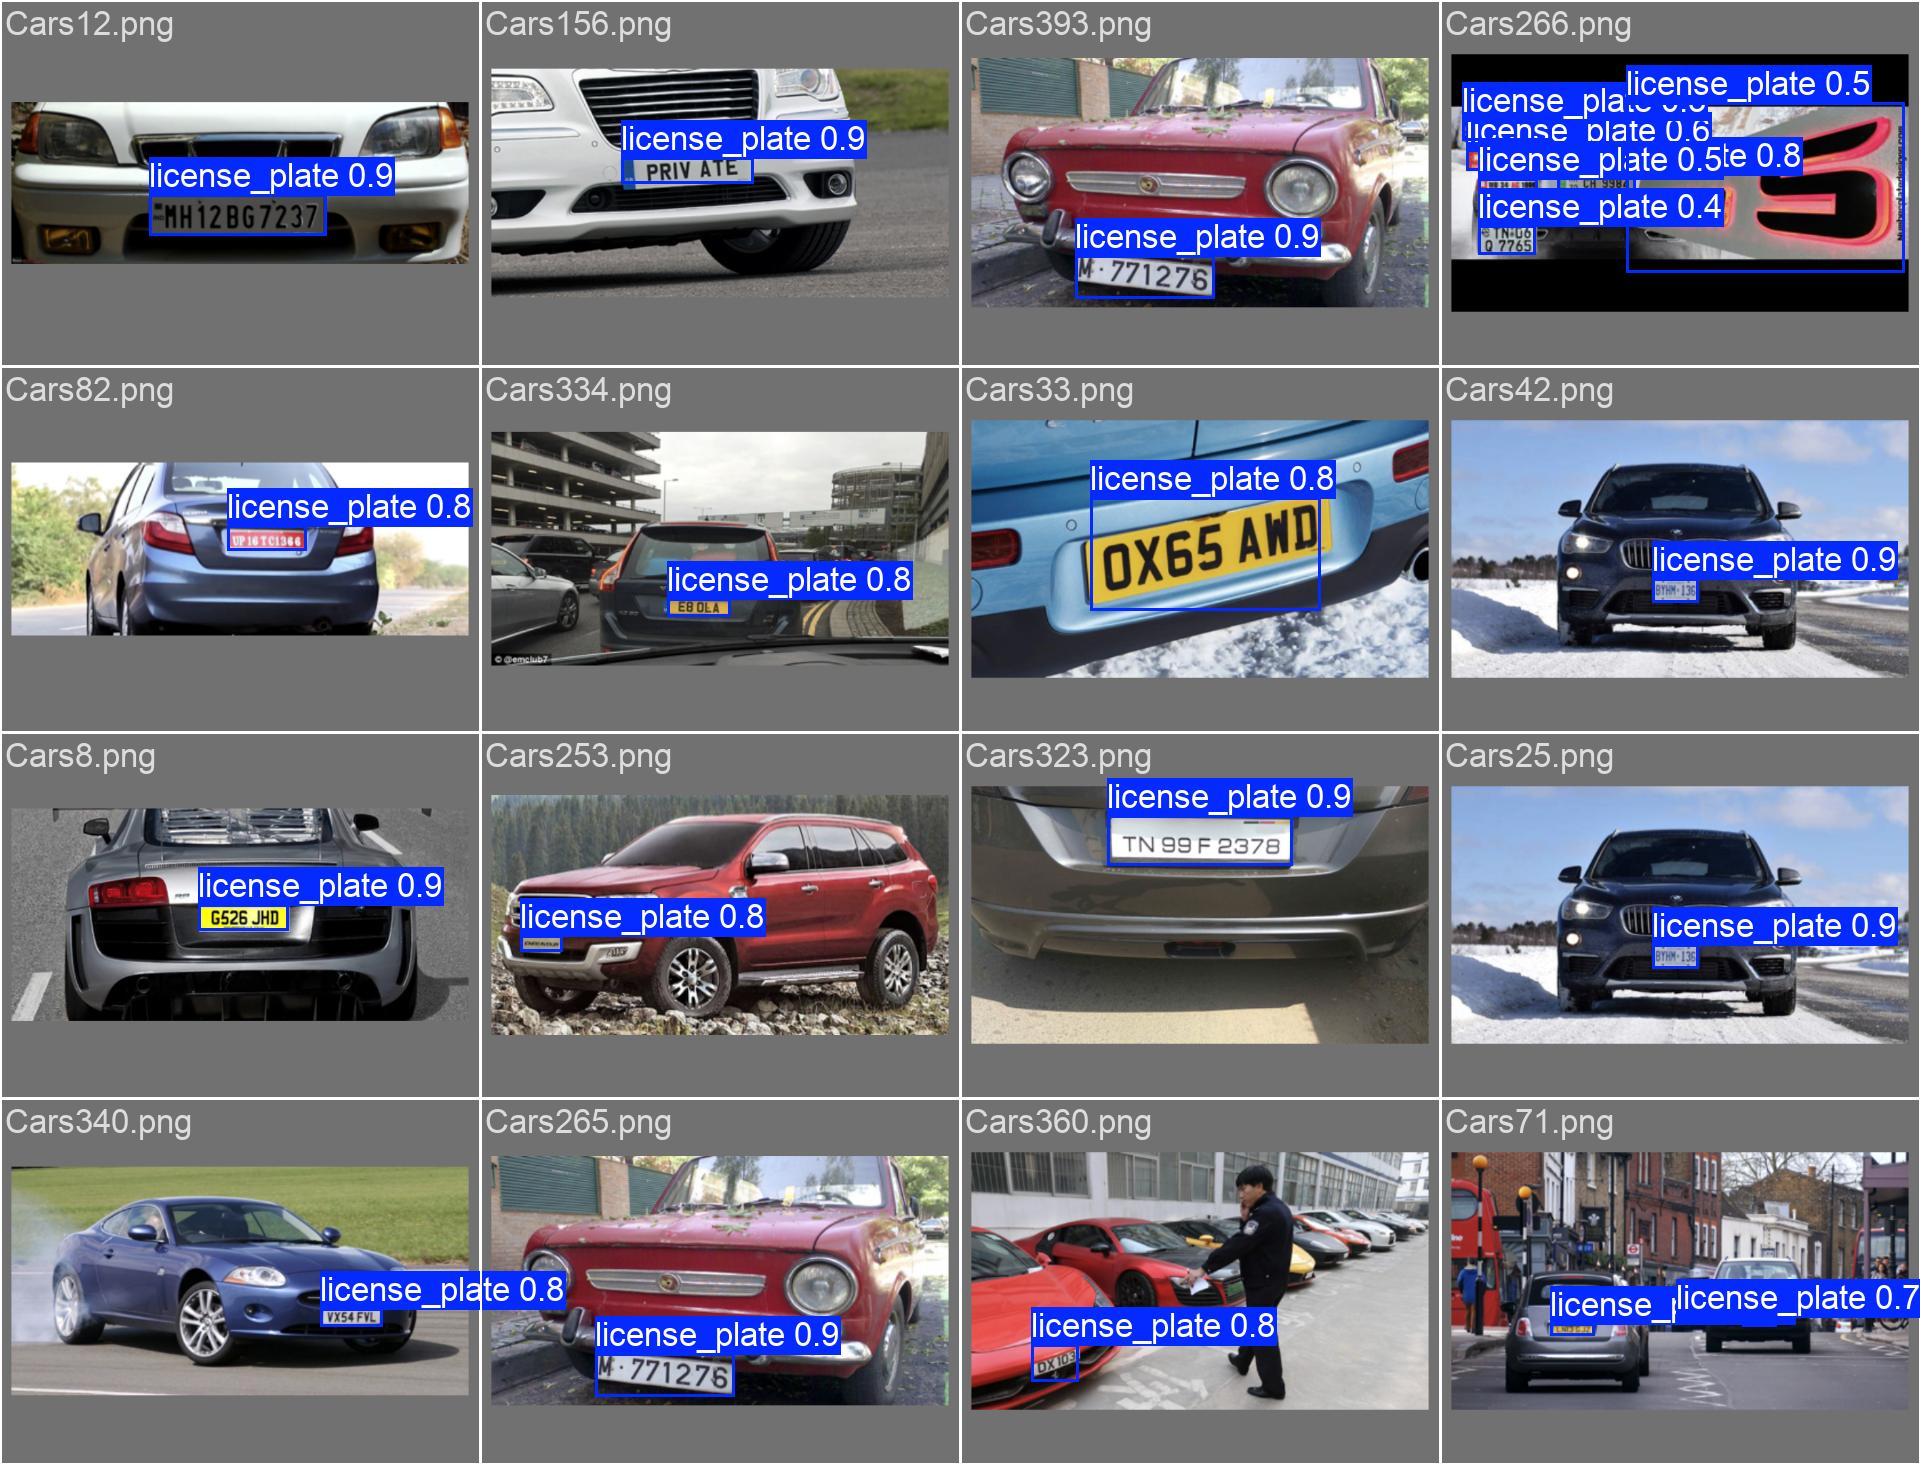 Cars12.png
license_plate 0.9
MH12BG7237
Cars156.png
license_plate 0.9
PRIV ATE
Cars393.png
license_plate 0.9
M·771276
Cars266.png
license_plate 0.5
license_plate
license_plate 0.6
license_plate 0.5
te 0.8
license_plate 0.4
TN 06
Q 7765
Cars82.png
license_plate 0.8
UP16TC1366
Cars334.png
license_plate 0.8
E8 OLA
© @emclub7
Cars33.png
license_plate 0.8
OX65 AWD
Cars42.png
license_plate 0.9
BYHM·136
Cars8.png
license_plate 0.9
G526 JHD
Cars253.png
license_plate 0.8
ENDEAVOUR
Cars323.png
license_plate 0.9
TN 99 F 2378
Cars25.png
license_plate 0.9
BYHM·136
Cars340.png
license_plate 0.8
VX54 FVL
Cars265.png
license_plate 0.9
M·771276
Cars360.png
license_plate 0.8
DX103
Cars71.png
license_
license_plate 0.7